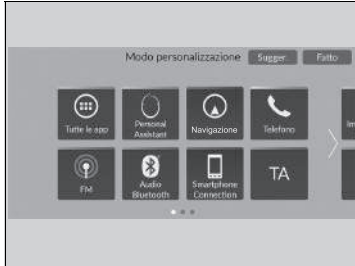 Modo personalizzazione Sugger. Fatto
Tutte le app
Personal
Assistant
Navigazione
Telefono
FM
Audio
Bluetooth
Smartphone
Connection
TA